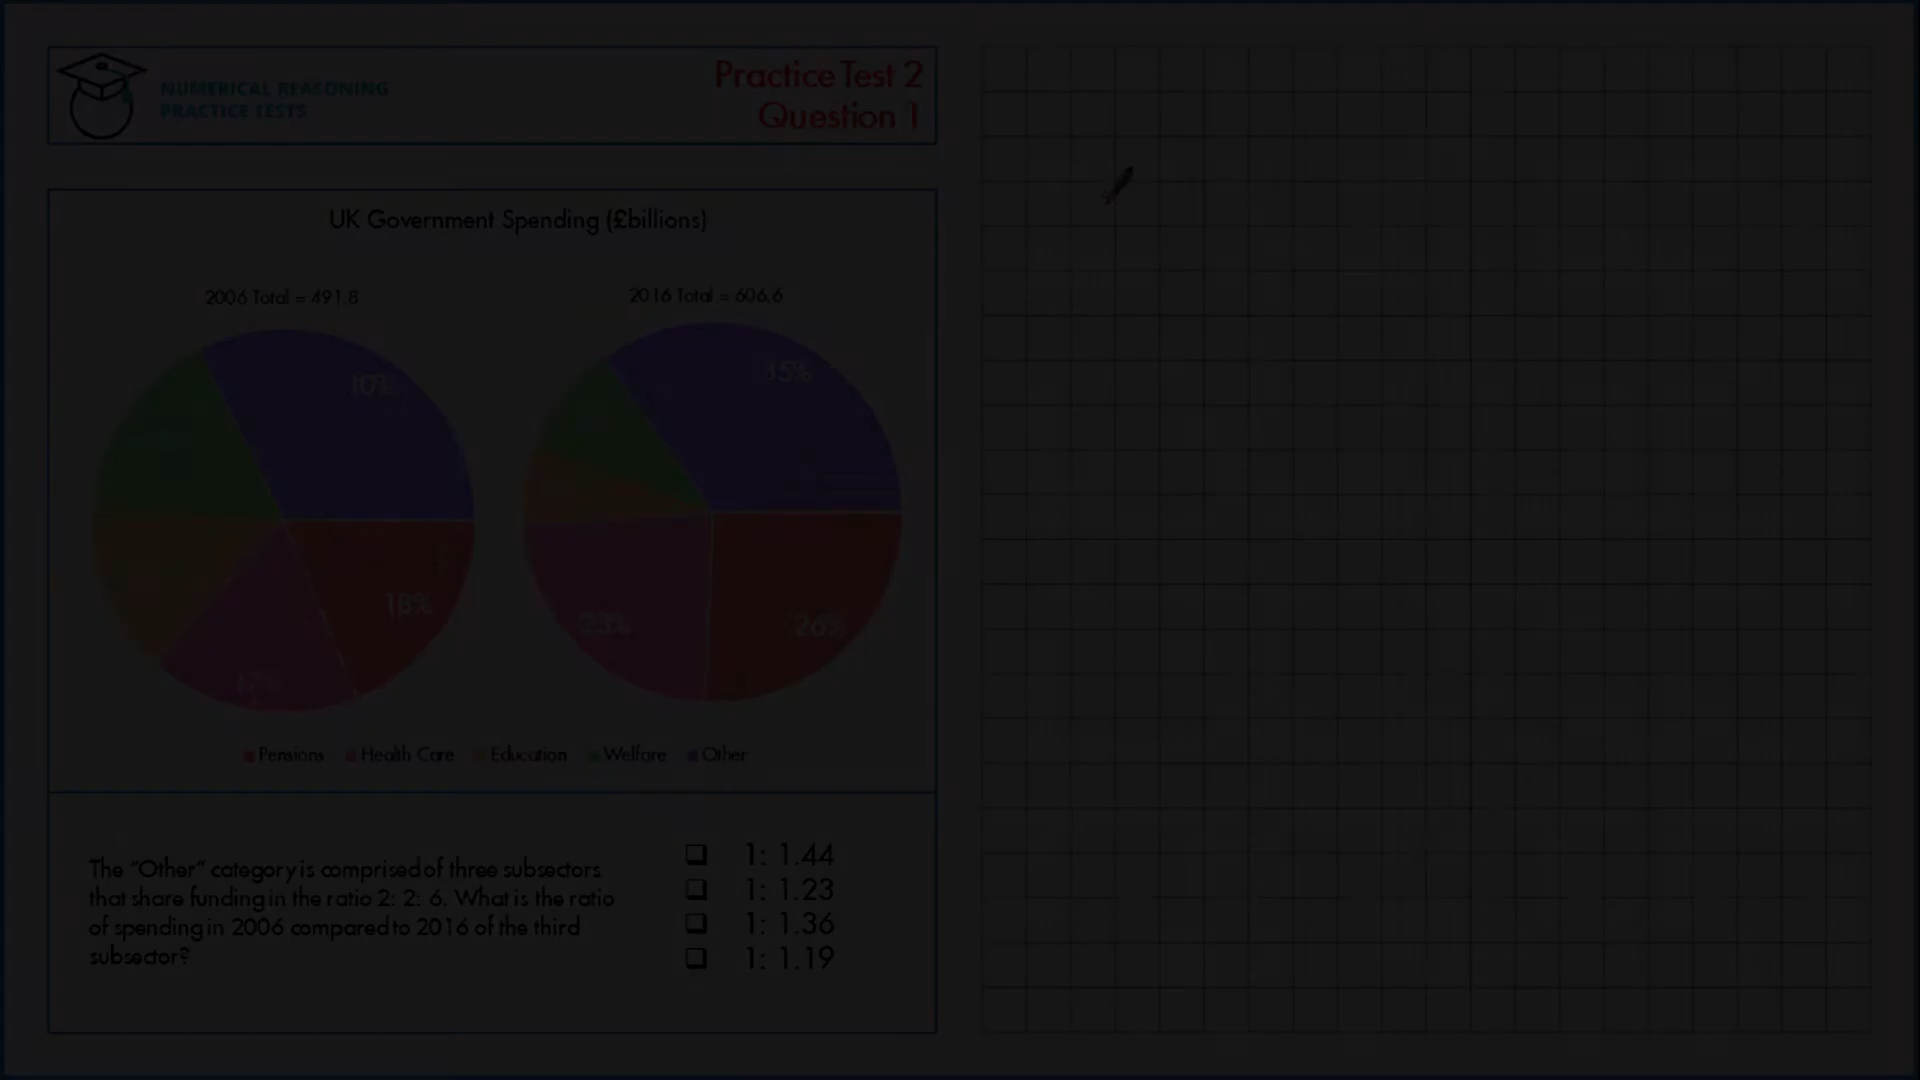 NUMERICAL REASONING
PRACTICE TESTS
Practice Test 2
Question 1
UK Government Spending (£billions)
2006 Total = 491.8
2016 Total = 606.6
10%
18%
35%
23%
26%
Pensions Health Care Education Welfare Other
The "Other" category is comprised of three subsectors
that share funding in the ratio 2: 2: 6. What is the ratio
of spending in 2006 compared to 2016 of the third
subsector?
❑ 1: 1.44
❑ 1: 1.23
❑ 1: 1.36
❑ 1: 1.19